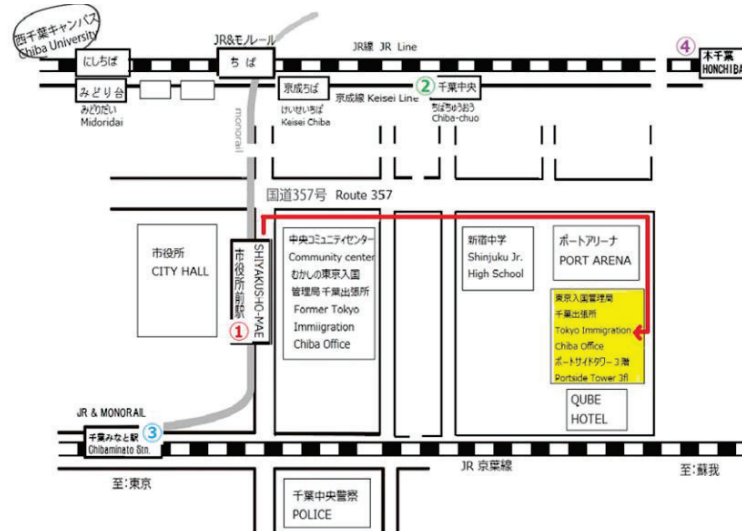 西千葉キャンパス
Chiba University
JR&モノレール
JR線 JR Line
④
にしちば
ちば
本千葉
HONCHIBA
みどり台
京成ちば
京成線 Keisei Line
②
千葉中央
みどりだい
Midoridai
けいせいちば
Keisei Chiba
ちばちゅうおう
Chiba-chuo
monorail
国道357号 Route 357
市役所
CITY HALL
市役所前駅
SHIYAKUSHO-MAE
①
中央コミュニティセンター
Community center
むかしの東京入国
管理局千葉出張所
Former Tokyo
Immiigration
Chiba Office
新宿中学
Shinjuku Jr.
High School
ポートアリーナ
PORT ARENA
東京入国管理局
千葉出張所
Tokyo Immigration
Chiba Office
ポートサイドタワー3階
Portside Tower 3fl
QUBE
HOTEL
JR & MONORAIL
千葉みなと駅
Chibaminato Stn.
③
JR 京葉線
至:東京
至:蘇我
千葉中央警察
POLICE